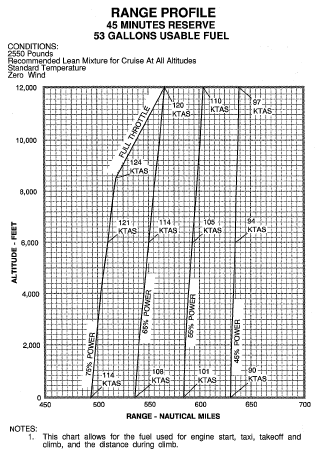 RANGE PROFILE
45 MINUTES RESERVE
53 GALLONS USABLE FUEL
CONDITIONS:
2550 Pounds
Recommended Lean Mixture for Cruise At All Altitudes
Standard Temperature
Zero Wind
12,000
10,000
8,000
6,000
4,000
2,000
0
ALTITUDE - FEET
FULL THROTTLE
120
KTAS
110
KTAS
97
KTAS
124
KTAS
121
KTAS
114
KTAS
105
KTAS
94
KTAS
75% POWER
65% POWER
55% POWER
45% POWER
114
KTAS
108
KTAS
101
KTAS
90
KTAS
450 500 550 600 650 700
RANGE - NAUTICAL MILES
NOTES:
1. This chart allows for the fuel used for engine start, taxi, takeoff and
climb, and the distance during climb.